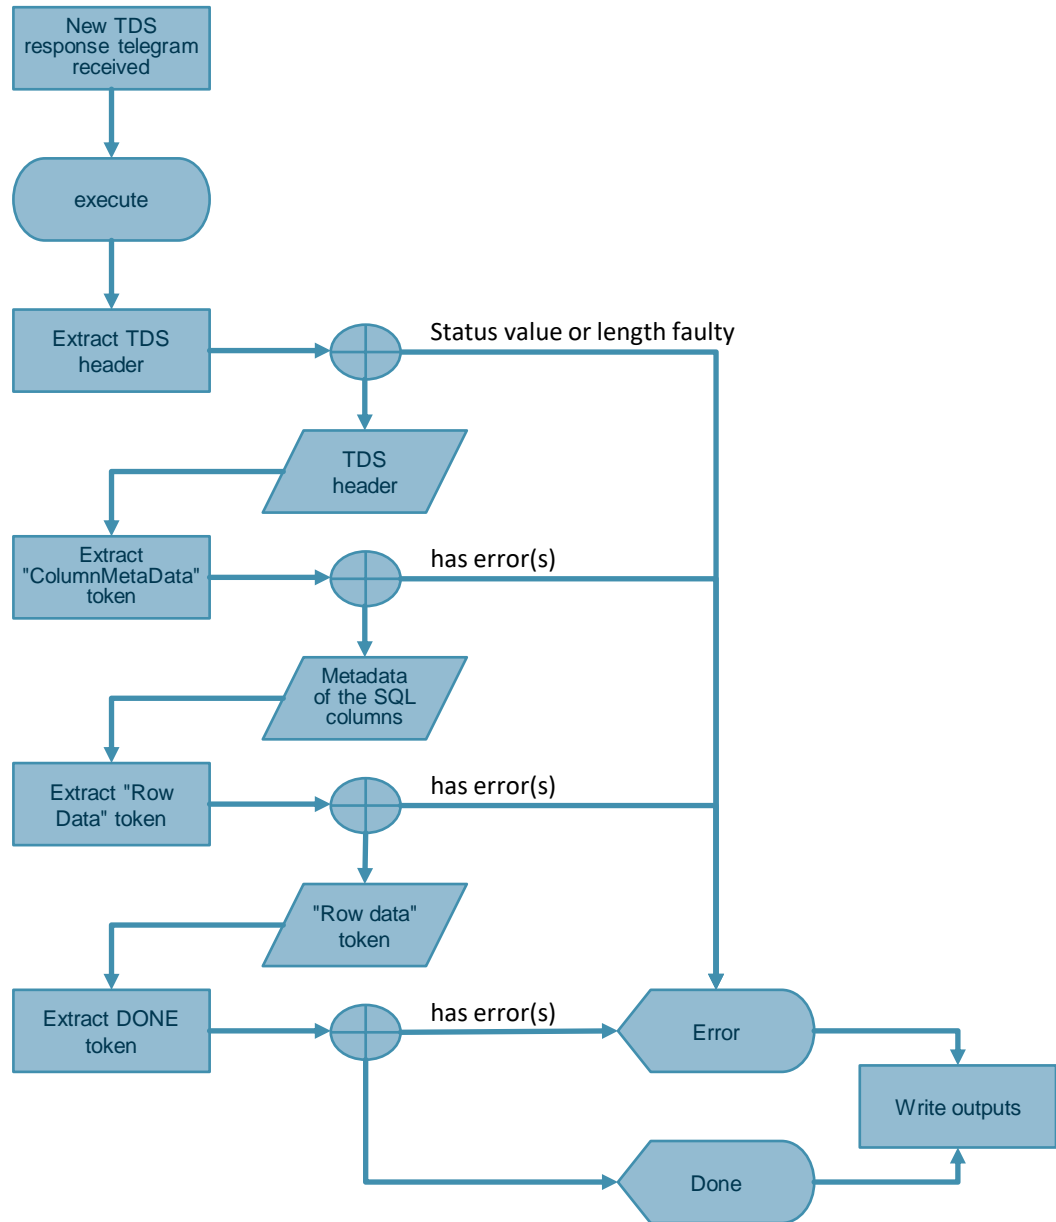 New TDS
response telegram
received
execute
Extract TDS
header
Status value or length faulty
TDS
header
Extract
"ColumnMetaData"
token
has error(s)
Metadata
of the SQL
columns
Extract "Row
Data" token
has error(s)
"Row data"
token
Extract DONE
token
has error(s)
Error
Write outputs
Done